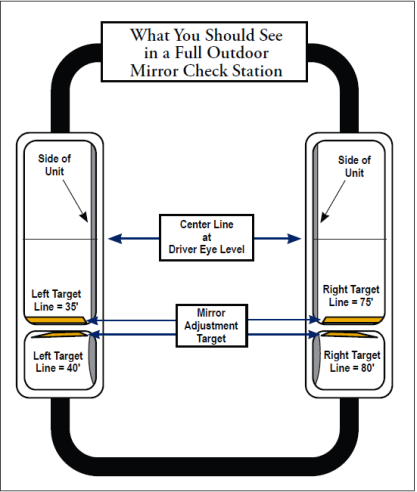 What You Should See
in a Full Outdoor
Mirror Check Station
Side of
Unit
Side of
Unit
Center Line
at
Driver Eye Level
Left Target
Line = 35'
Right Target
Line = 75'
Mirror
Adjustment
Target
Left Target
Line = 40'
Right Target
Line = 80'